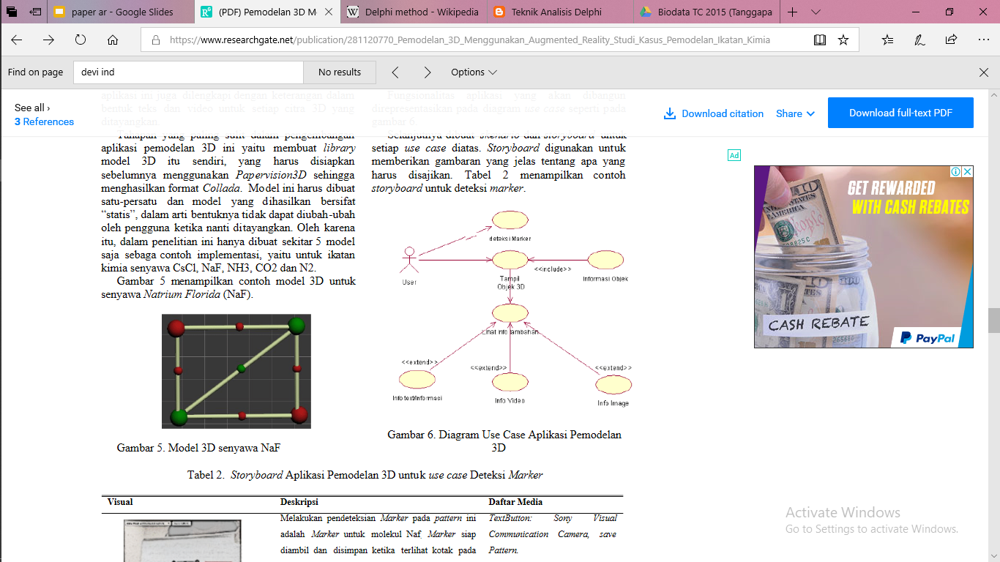 paper ar - Google Slides
(PDF) Pemodelan 3D M
Delphi method - Wikipedia
Teknik Analisis Delphi
Biodata TC 2015 (Tanggapa
https://www.researchgate.net/publication/281120770_Pemodelan_3D_Menggunakan_Augmented_Reality_Studi_Kasus_Pemodelan_Ikatan_Kimia
Find on page
devi ind
No results
Options
See all ›
3 References
Download citation
Share
Download full-text PDF
aplikasi ini juga dilengkapi dengan keterangan dalam
bentuk teks dan video untuk setiap citra 3D yang
ditayangkan.
Tahapan yang paling sulit dalam pengembangan
aplikasi pemodelan 3D ini yaitu membuat library
model 3D itu sendiri, yang harus disiapkan
sebelumnya menggunakan Papervision3D sehingga
menghasilkan format Collada. Model ini harus dibuat
satu-persatu dan model yang dihasilkan bersifat
“statis”, dalam arti bentuknya tidak dapat diubah-ubah
oleh pengguna ketika nanti ditayangkan. Oleh karena
itu, dalam penelitian ini hanya dibuat sekitar 5 model
saja sebaga contoh implementasi, yaitu untuk ikatan
kimia senyawa CsCl, NaF, NH3, CO2 dan N2.
Gambar 5 menampilkan contoh model 3D untuk
senyawa Natrium Florida (NaF).
Gambar 5. Model 3D senyawa NaF
Fungsionalitas aplikasi yang akan dibangun
direpresentasikan pada diagram use case seperti pada
gambar 6.
Selanjutnya dibuat skenario dan storyboard untuk
setiap use case diatas. Storyboard digunakan untuk
memberikan gambaran yang jelas tentang apa yang
harus disajikan. Tabel 2 menampilkan contoh
storyboard untuk deteksi marker.
deteksi Marker
User
Tampil
Objek 3D
<<include>>
Informasi Objek
Lihat info tambahan
<<extend>>
<<extend>>
<<extend>>
Info text/Informasi
Info Video
Info Image
Gambar 6. Diagram Use Case Aplikasi Pemodelan
3D
Tabel 2. Storyboard Aplikasi Pemodelan 3D untuk use case Deteksi Marker
Visual
Deskripsi
Daftar Media
Melakukan pendeteksian Marker pada pattern ini
adalah Marker untuk molekul Naf, Marker siap
diambil dan disimpan ketika terlihat kotak pada
TextButton: Sony Visual
Communication Camera, save
Pattern.
Ad
GET REWARDED
WITH CASH REBATES
CASH REBATE
PayPal
Activate Windows
Go to Settings to activate Windows.